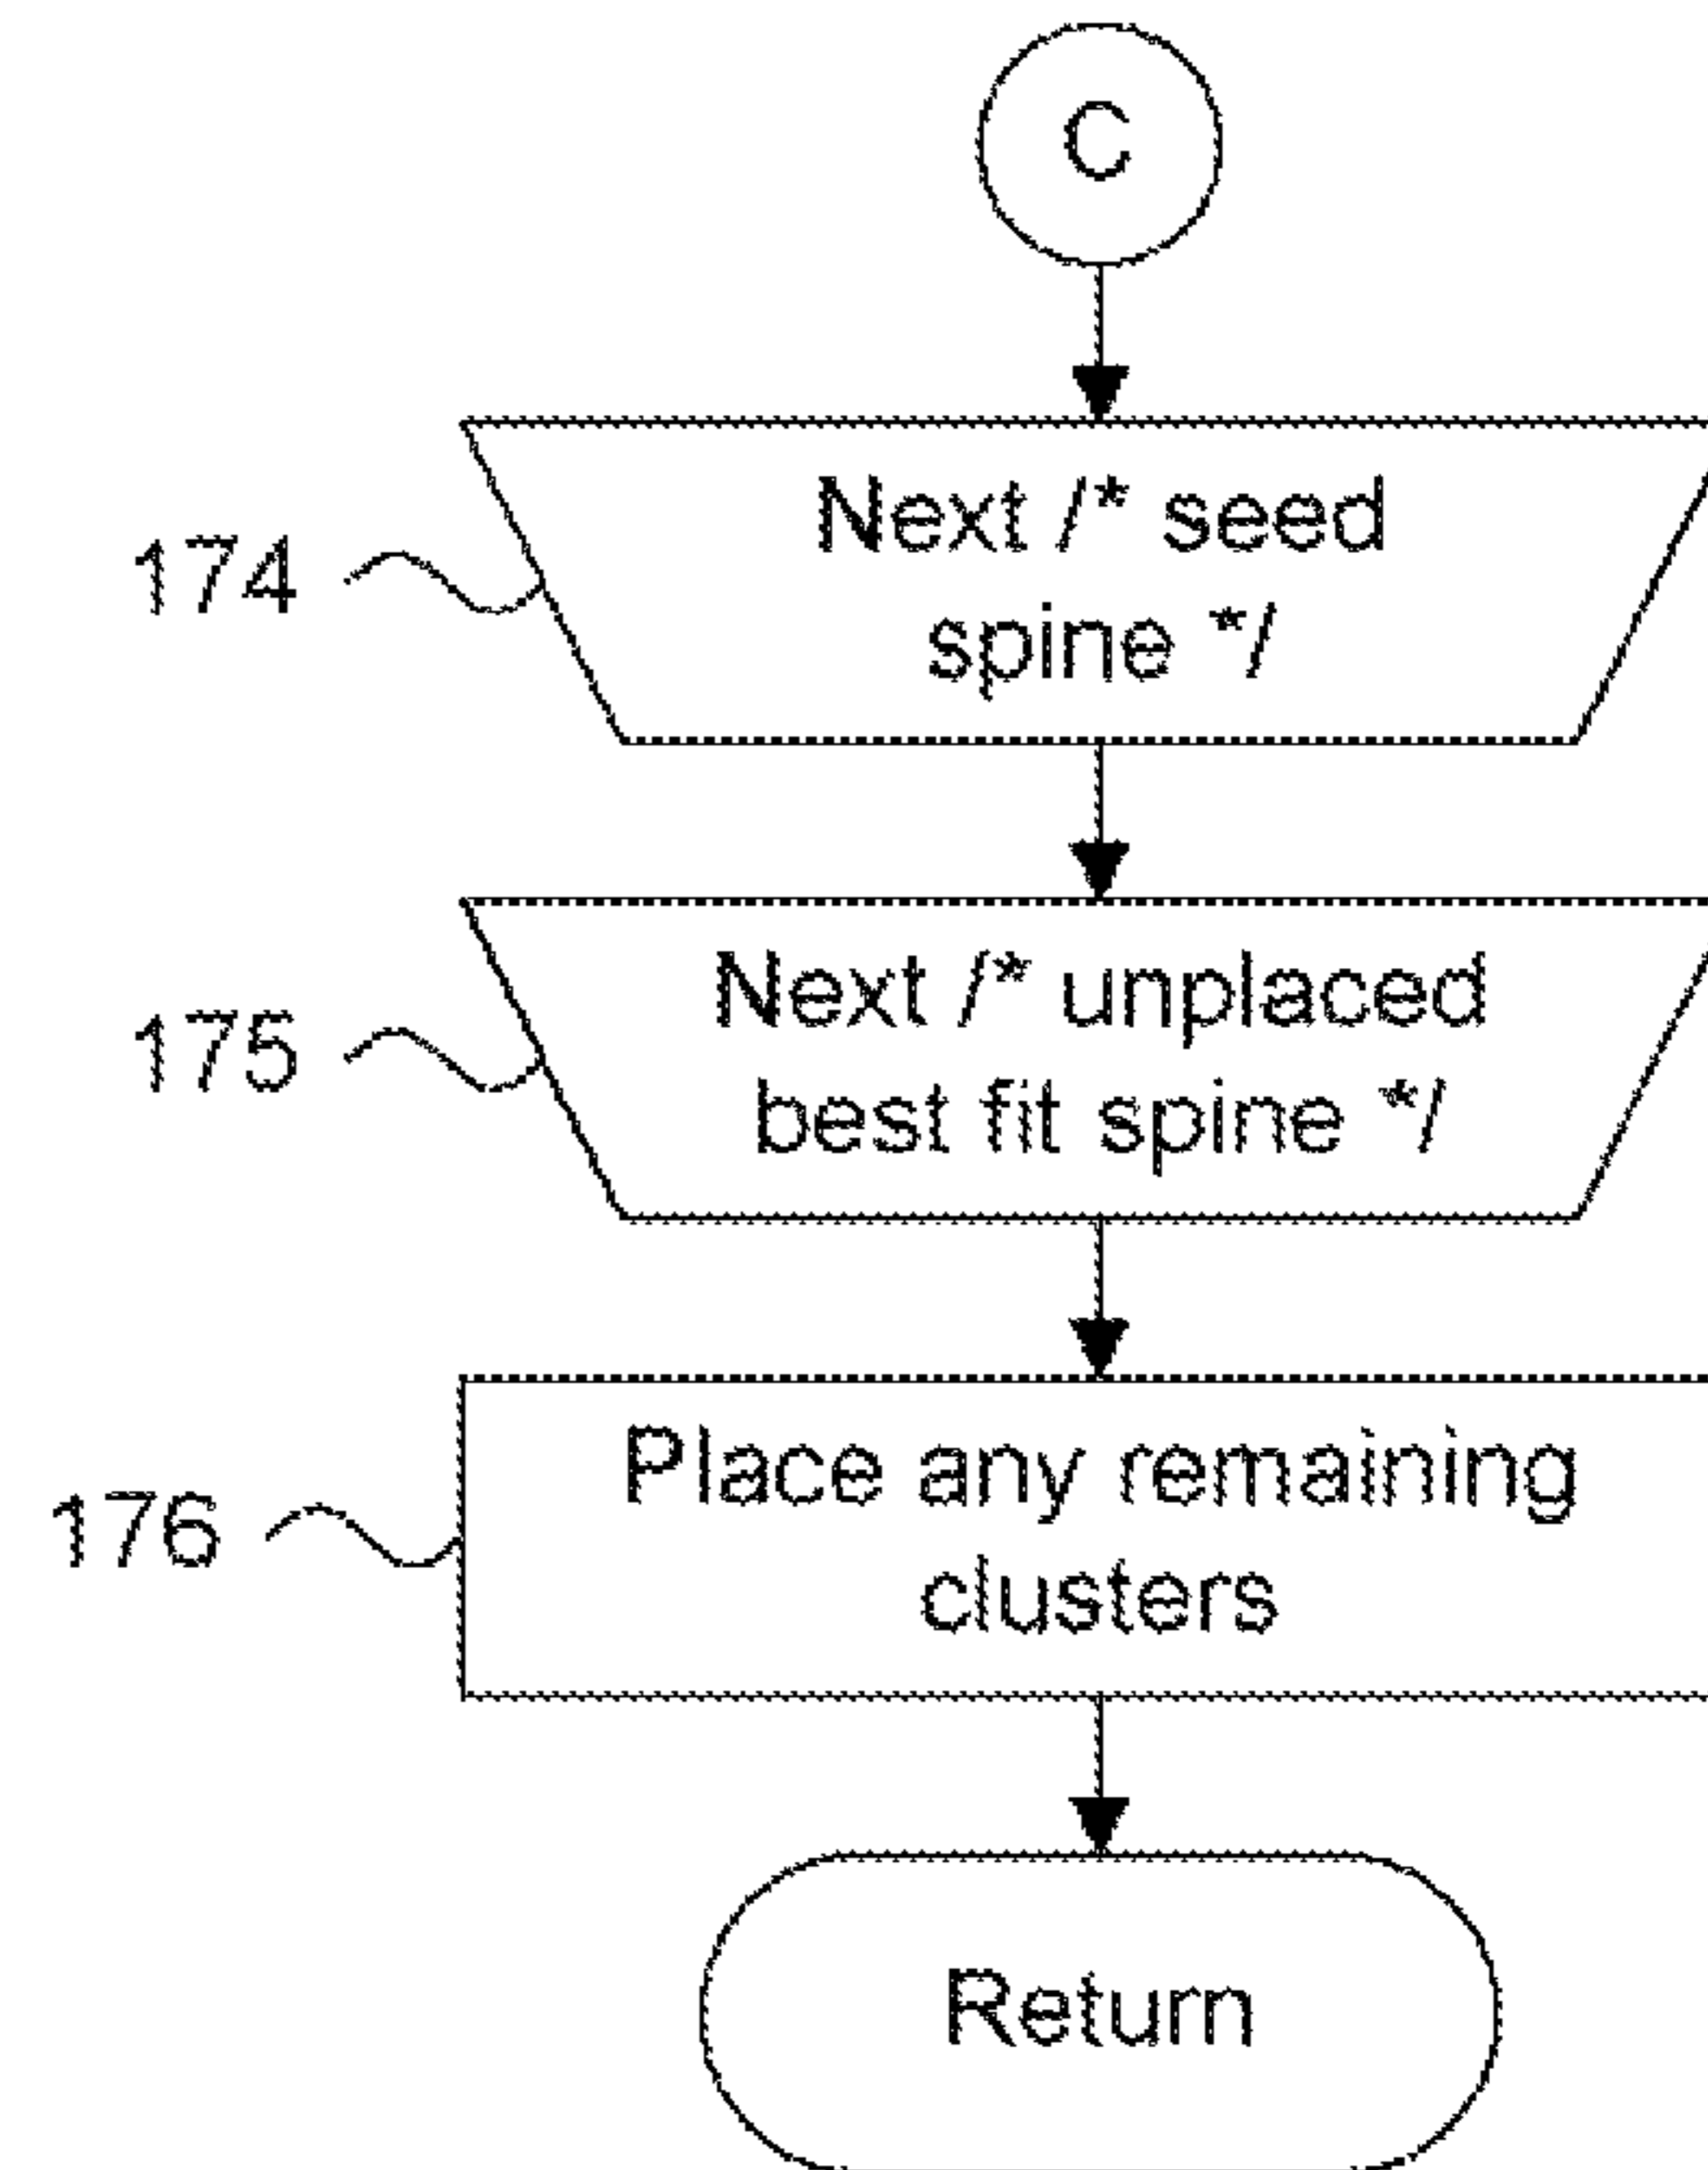 C
174
Next /* seed
spine */
175
Next /* unplaced
best fit spine */
176
Place any remaining
clusters
Return